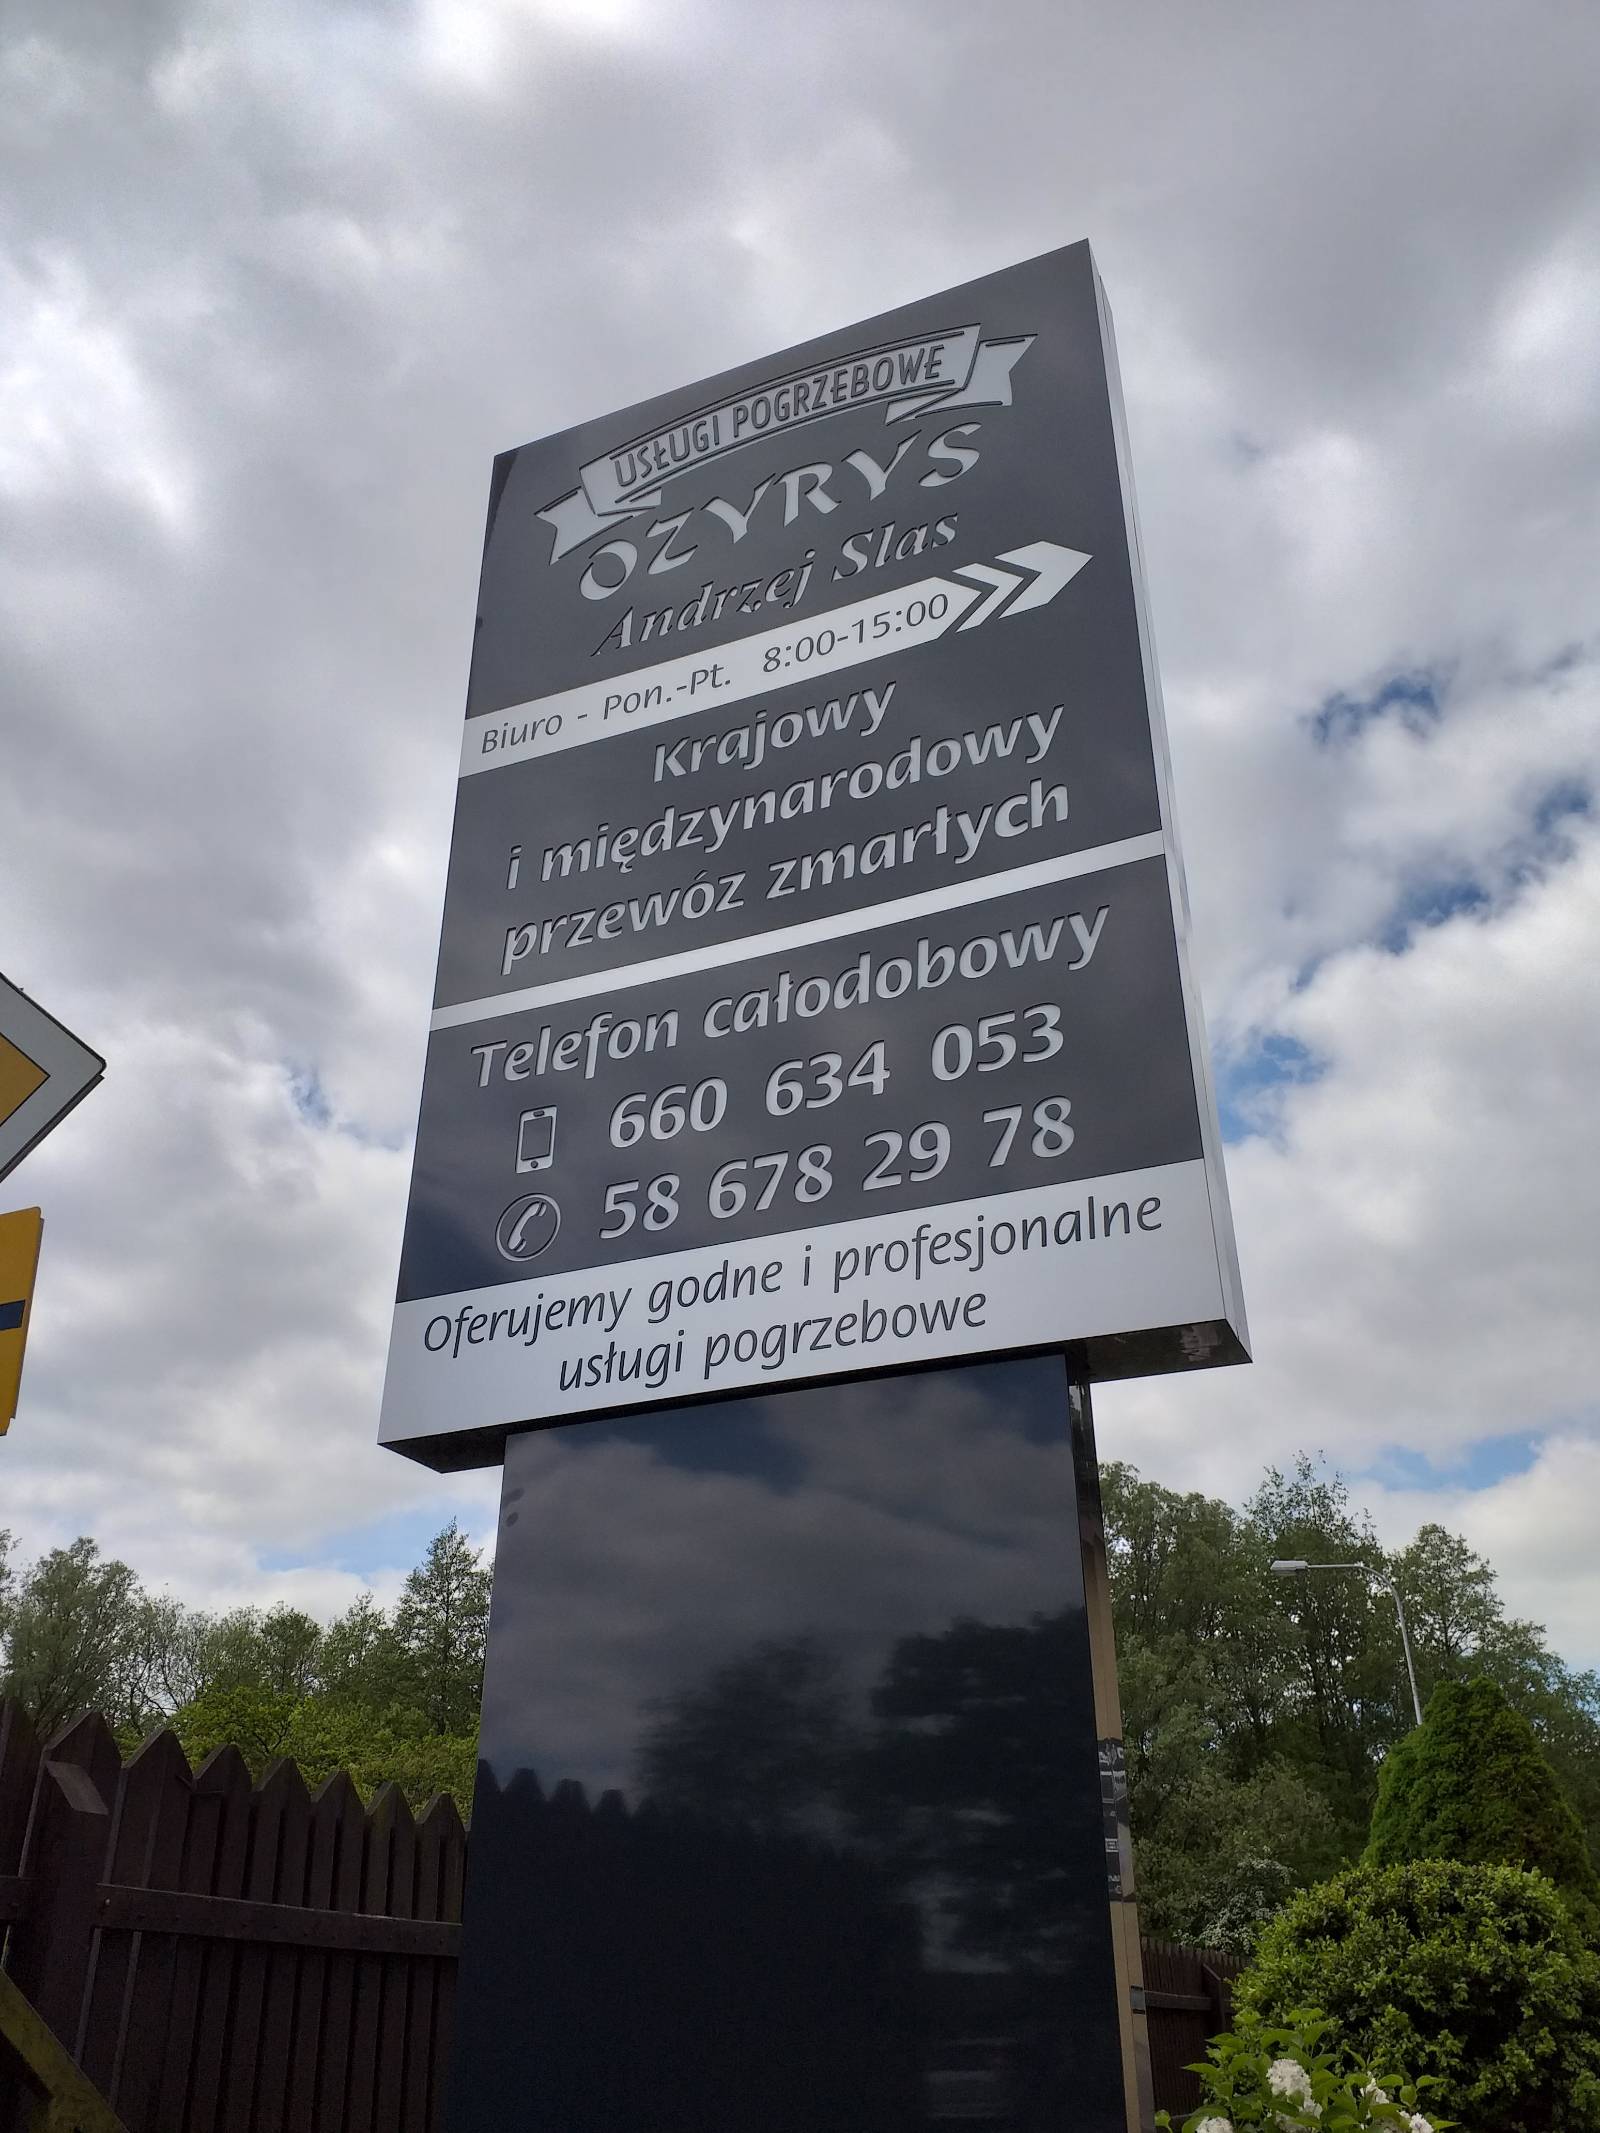 USŁUGI POGRZEBOWE
OZYRYS
Andrzej Slas
Biuro - Pon.-Pt. 8:00-15:00
Krajowy
i międzynarodowy
przewóz zmarłych
Telefon całodobowy
660 634 053
58 678 29 78
Oferujemy godne i profesjonalne
usługi pogrzebowe